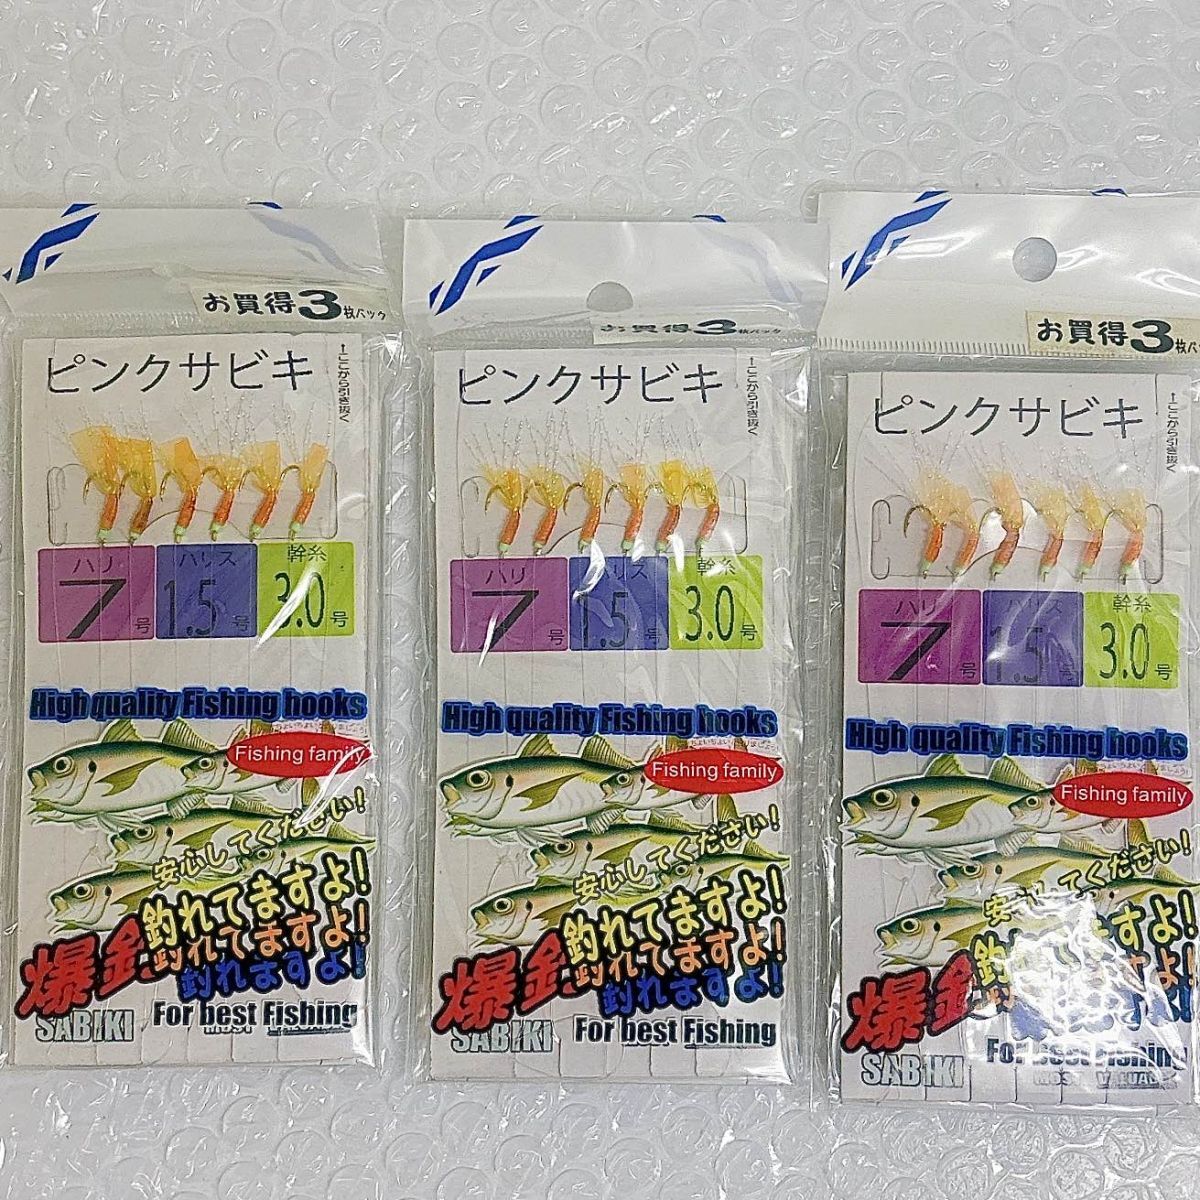 お買得3枚パック
ピンクサビキ
←ここから引き抜く
ハリ
7号
ハリス
1.5号
幹糸
3.0号
High quality Fishing hooks
Fishing family
安心してください!
釣れてますよ!
釣れてますよ!
釣れますよ!
爆釣
SABIKI
For best Fishing
お買得3枚パック
ピンクサビキ
←ここから引き抜く
ハリ
7号
ハリス
1.5号
幹糸
3.0号
High quality Fishing hooks
Fishing family
安心してください!
釣れてますよ!
釣れてますよ!
釣れますよ!
爆釣
SABIKI
For best Fishing
お買得3枚パッ
ピンクサビキ
←ここから引き抜く
ハリ
7号
ハリス
1.5号
幹糸
3.0号
High quality Fishing hooks
Fishing family
安心してください!
釣れてますよ!
爆
SABIKI
For best Fishing
MOST VALUABLE